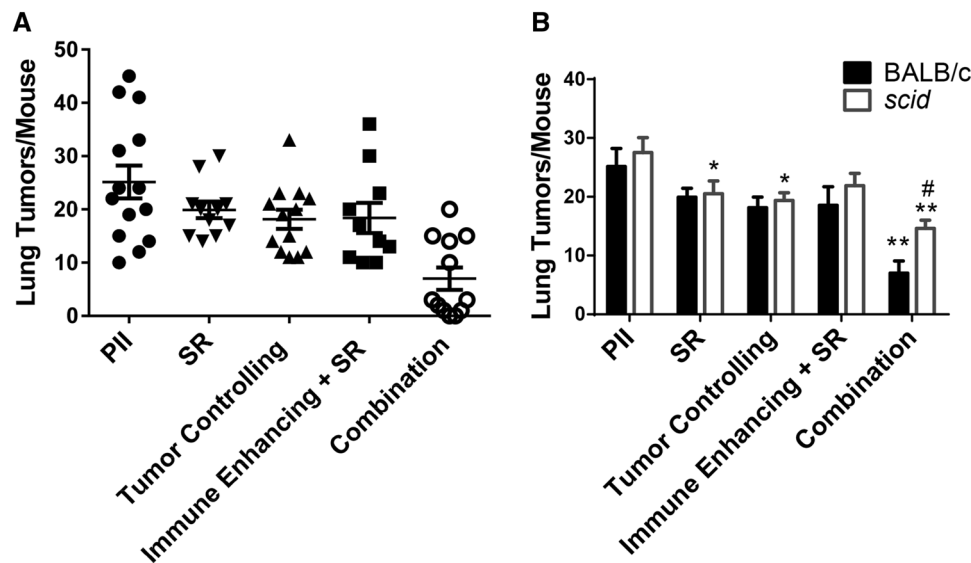 A
Lung Tumors/Mouse
50
40
30
20
10
0
PII
SR
Tumor Controlling
Immune Enhancing + SR
Combination
B
BALB/c
scid
Lung Tumors/Mouse
40
30
20
10
0
*
*
#
**
**
PII
SR
Tumor Controlling
Immune Enhancing + SR
Combination